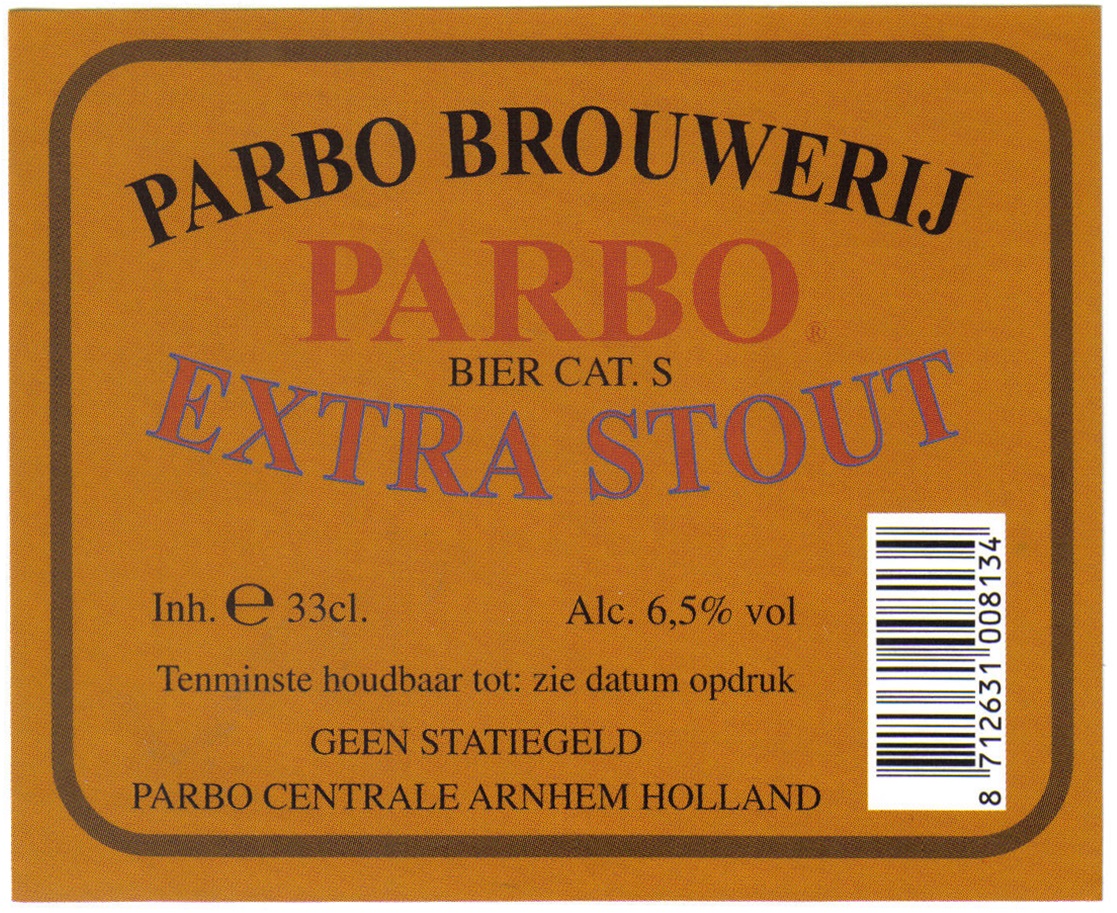 PARBO BROUWERIJ
PARBO®
BIER CAT. S
EXTRA STOUT
Inh. ℮ 33cl.
Alc. 6,5% vol
Tenminste houdbaar tot: zie datum opdruk
GEEN STATIEGELD
PARBO CENTRALE ARNHEM HOLLAND
8 712631 008134